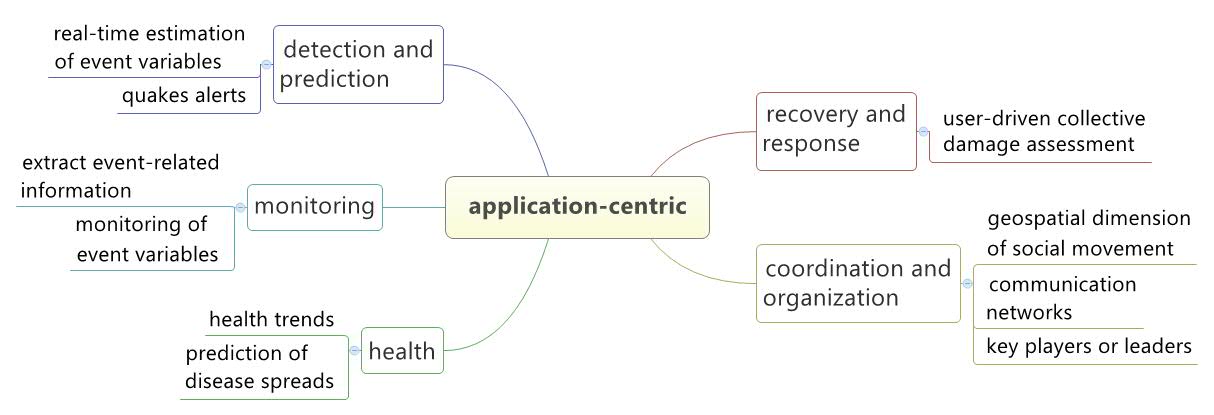 real-time estimation
of event variables
quakes alerts
detection and
prediction
extract event-related
information
monitoring of
event variables
monitoring
health trends
prediction of
disease spreads
health
application-centric
recovery and
response
user-driven collective
damage assessment
coordination and
organization
geospatial dimension
of social movement
communication
networks
key players or leaders